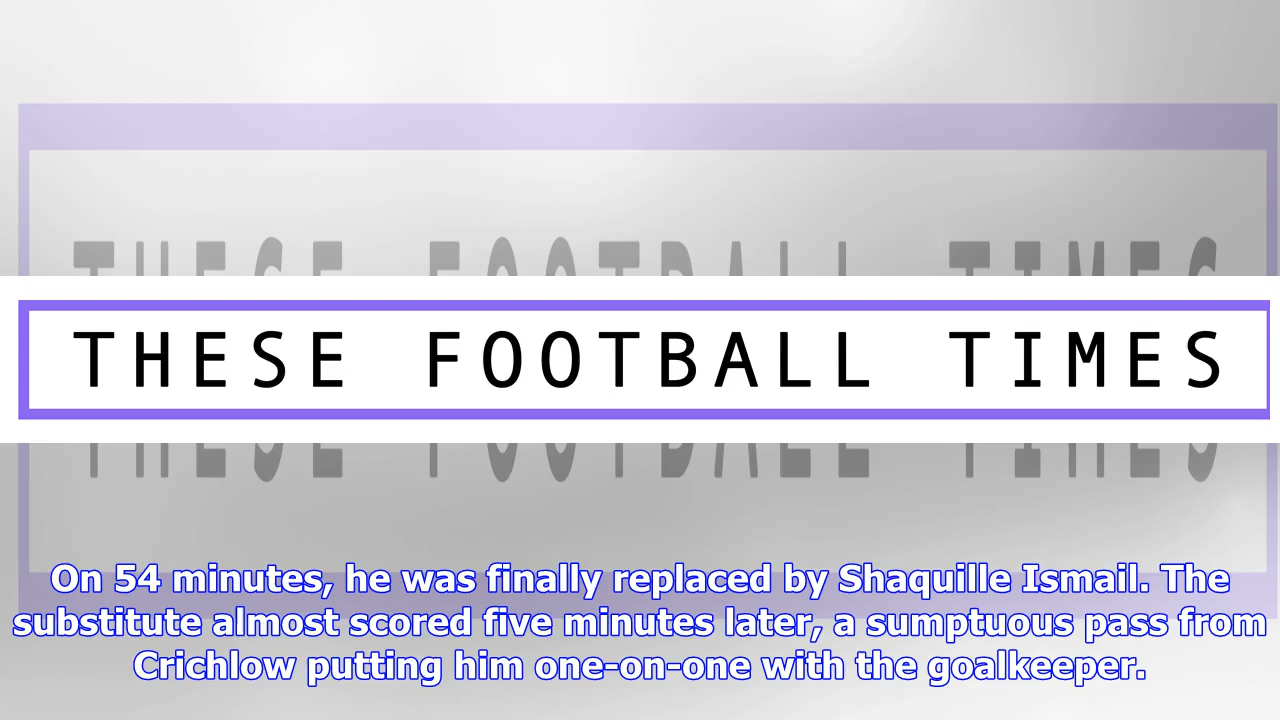 THESE FOOTBALL TIMES
On 54 minutes, he was finally replaced by Shaquille Ismail. The
substitute almost scored five minutes later, a sumptuous pass from
Crichlow putting him one-on-one with the goalkeeper.